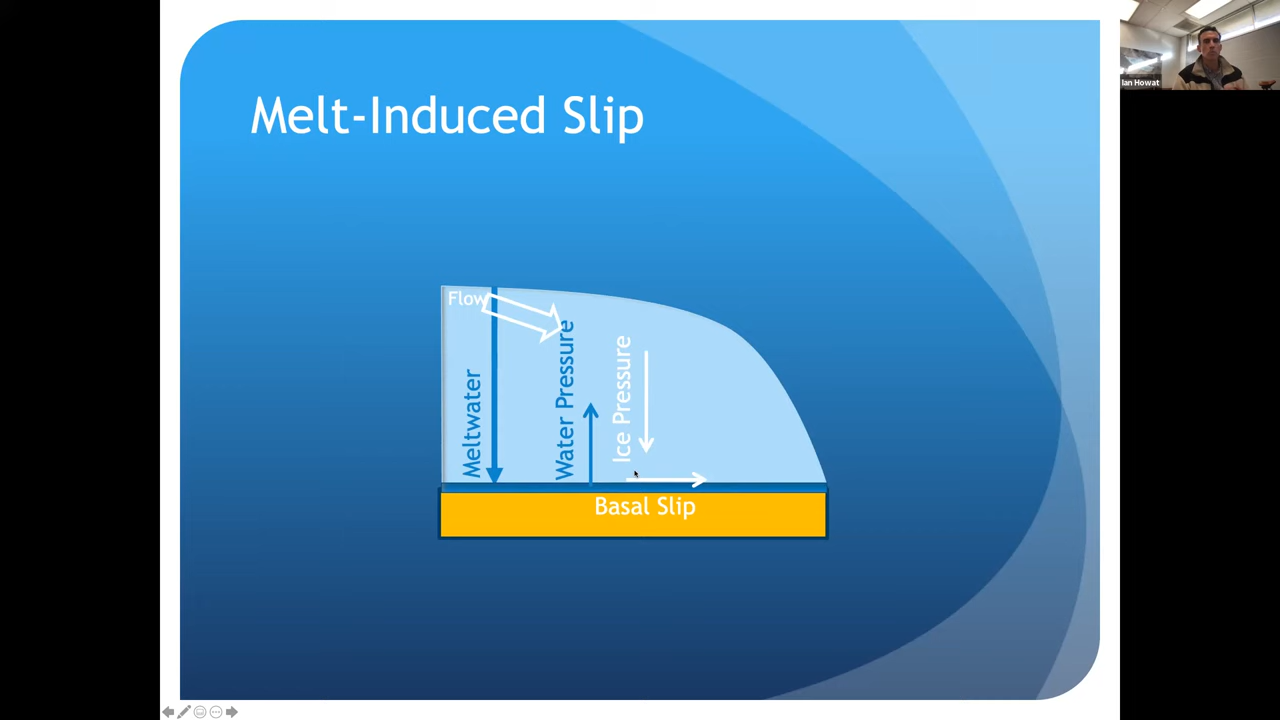 Melt-Induced Slip
Ian Howat
Flow
Meltwater
Water Pressure
Ice Pressure
Basal Slip